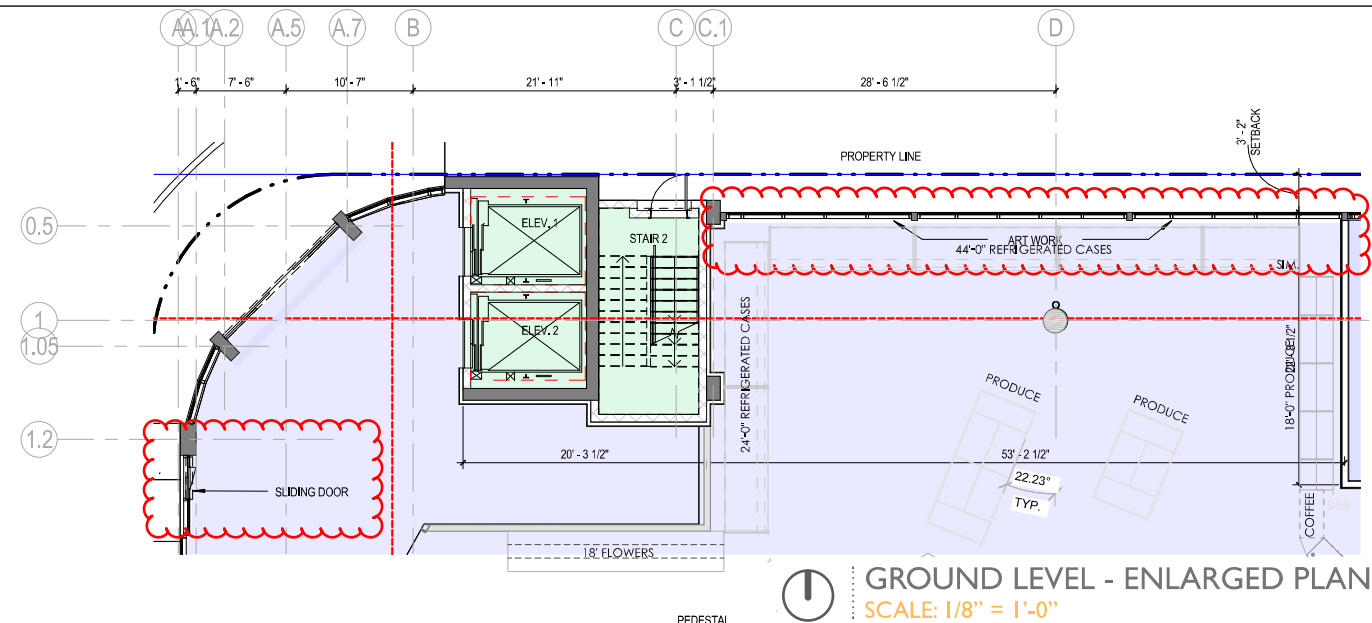 A A.1 A.2 A.5 A.7 B C C.1 D
1' - 6" 7' - 6" 10' - 7" 21' - 11" 3' - 1 1/2" 28' - 6 1/2"
3' - 2"
SETBACK
PROPERTY LINE
0.5
ELEV. 1
STAIR 2
ART WORK
44'-0" REFRIGERATED CASES
SIM.
1
1.05
ELEV. 2
24'-0" REFRIGERATED CASES
18'-0" PRODUCE
PRODUCE
PRODUCE
1.2
20' - 3 1/2"
53' - 2 1/2"
22.23°
TYP.
SLIDING DOOR
COFFEE
18' FLOWERS
GROUND LEVEL - ENLARGED PLAN
SCALE: 1/8” = 1’-0”
PEDESTAL